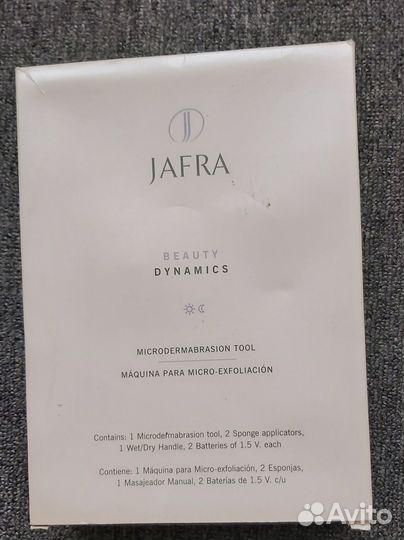 JAFRA
BEAUTY
DYNAMICS
MICRODERMABRASION TOOL
MÁQUINA PARA MICRO-EXFOLIACIÓN
Contains: 1 Microdermabrasion tool, 2 Sponge applicators,
1 Wet/Dry Handle, 2 Batteries of 1.5 V. each
Contiene: 1 Máquina para Micro-exfoliación, 2 Esponjas,
1 Masajeador Manual, 2 Baterías de 1.5 V. c/u
Avito